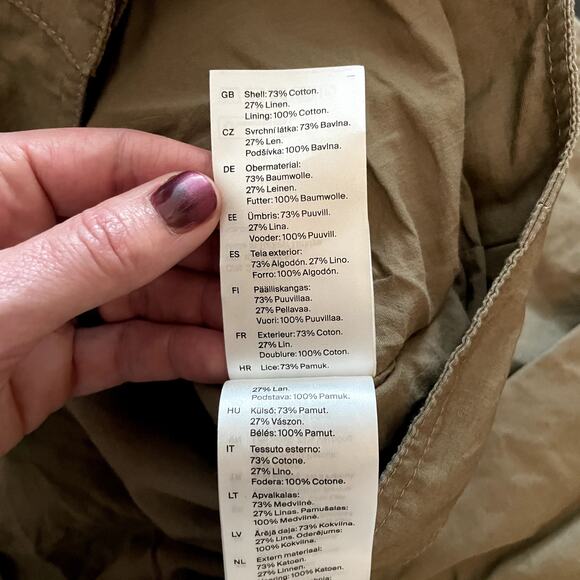 GB Shell: 73% Cotton.
27% Linen.
Lining: 100% Cotton.
CZ Svrchní látka: 73% Bavlna.
27% Len.
Podšívka: 100% Bavlna.
DE Obermaterial:
73% Baumwolle.
27% Leinen.
Futter: 100% Baumwolle.
EE Ümbris: 73% Puuvill.
27% Lina.
Vooder: 100% Puuvill.
ES Tela exterior:
73% Algodón. 27% Lino.
Forro: 100% Algodón.
FI Päälliskangas:
73% Puuvillaa.
27% Pellavaa.
Vuori: 100% Puuvillaa.
FR Exterieur: 73% Coton.
27% Lin.
Doublure: 100% Coton.
HR Lice: 73% Pamuk.
27% Lan.
Podstava: 100% Pamuk.
HU Külső: 73% Pamut.
27% Vászon.
Bélés: 100% Pamut.
IT Tessuto esterno:
73% Cotone.
27% Lino.
Fodera: 100% Cotone.
LT Apvalkalas:
73% Medvilnė.
27% Linas. Pamušalas:
100% Medvilnė.
LV Ārējā daļa: 73% Kokvilna.
27% Lins. Oderējums:
100% Kokvilna.
NL Extern materiaal:
73% Katoen.
27% Linnen.
100% Katoen.